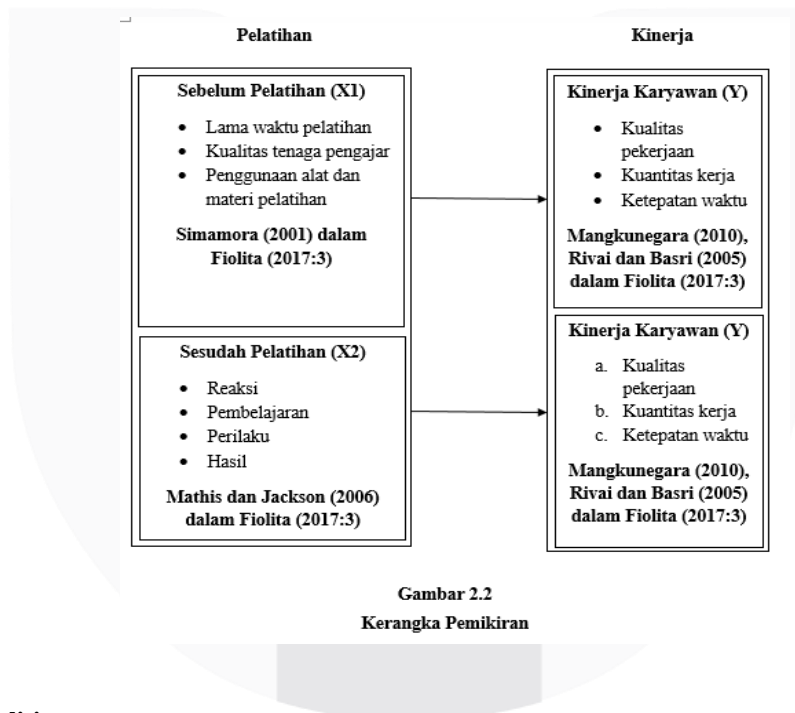 Pelatihan
Kinerja
Sebelum Pelatihan (X1)
• Lama waktu pelatihan
• Kualitas tenaga pengajar
• Penggunaan alat dan
materi pelatihan
Simamora (2001) dalam
Fiolita (2017:3)
Kinerja Karyawan (Y)
• Kualitas
pekerjaan
• Kuantitas kerja
• Ketepatan waktu
Mangkunegara (2010),
Rivai dan Basri (2005)
dalam Fiolita (2017:3)
Sesudah Pelatihan (X2)
• Reaksi
• Pembelajaran
• Perilaku
• Hasil
Mathis dan Jackson (2006)
dalam Fiolita (2017:3)
Kinerja Karyawan (Y)
a. Kualitas
pekerjaan
b. Kuantitas kerja
c. Ketepatan waktu
Mangkunegara (2010),
Rivai dan Basri (2005)
dalam Fiolita (2017:3)
Gambar 2.2
Kerangka Pemikiran